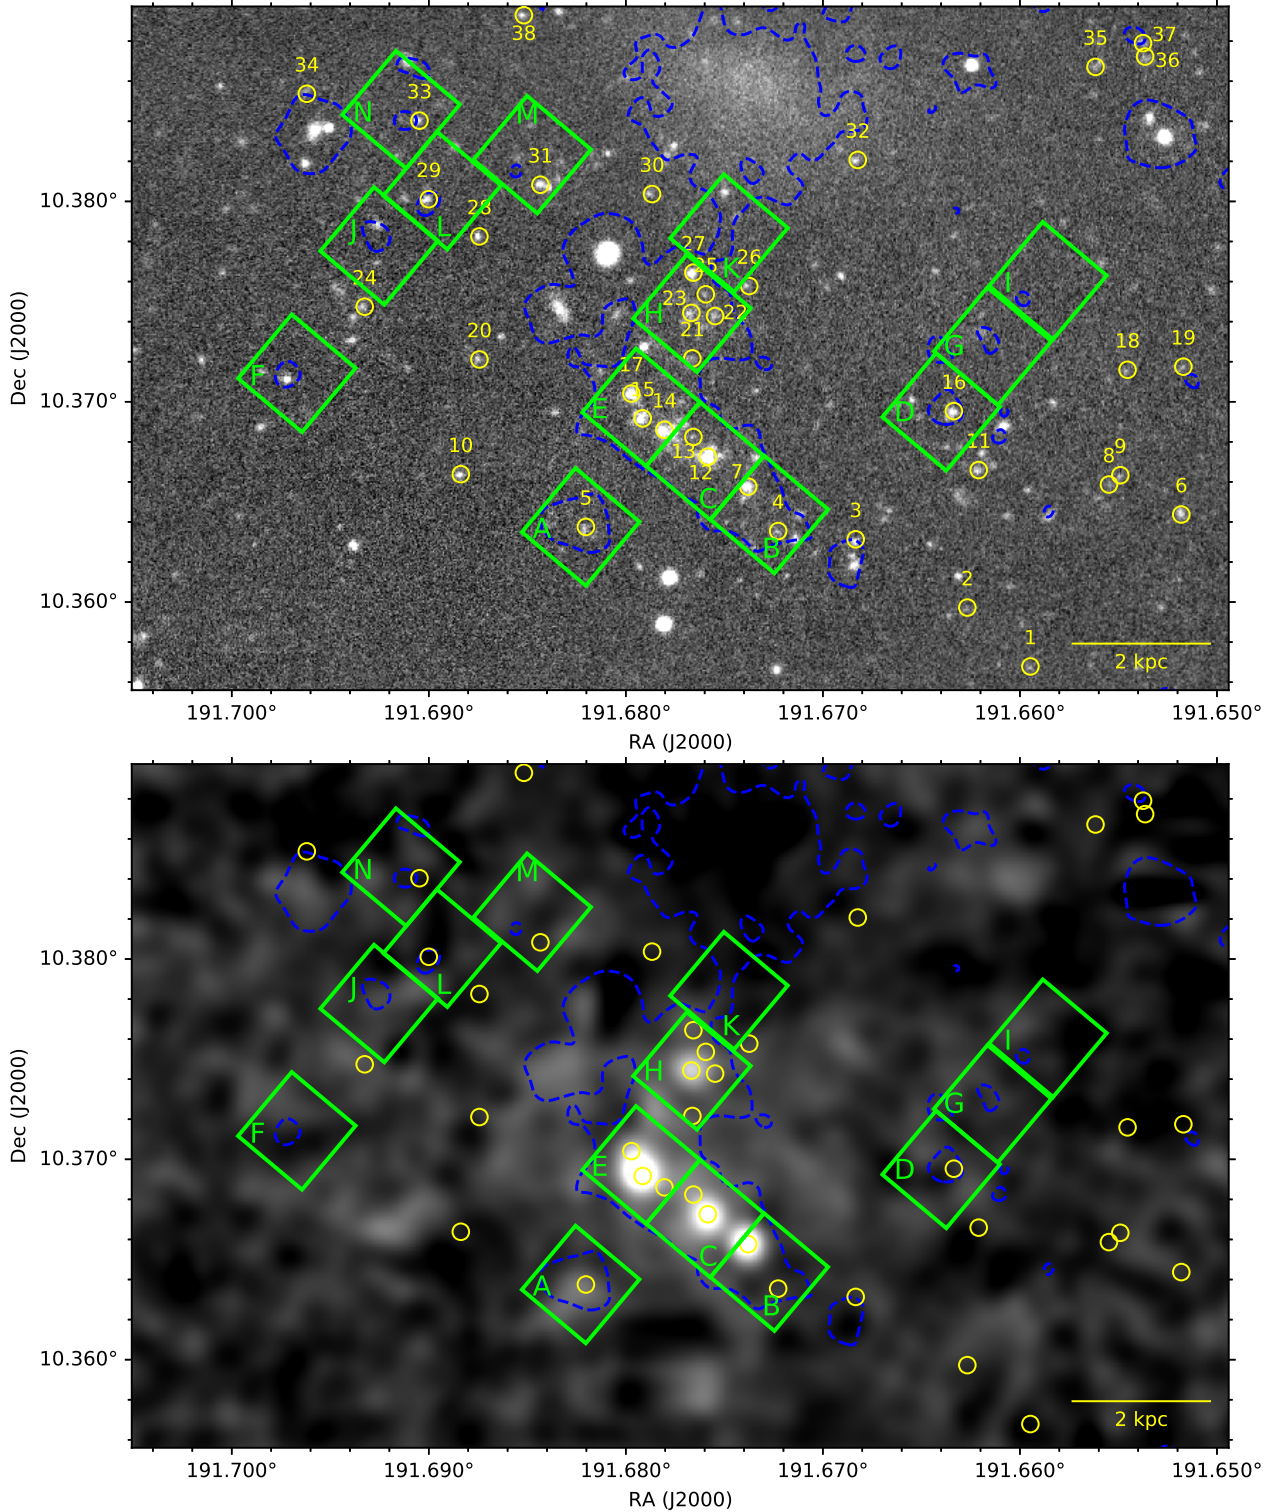 38
37
35
36
34
33
N
M
32
31
30
29
28
L
J
10.380°
27
26
K
25
24
23
22
H
21
I
G
20
19
18
17
F
15
16
E
14
D
10.370°
13
12
11
10
9
8
7
C
6
5
4
3
A
B
2
10.360°
1
2 kpc
Dec (J2000)
191.700°
191.690°
191.680°
191.670°
191.660°
191.650°
RA (J2000)
N
M
10.380°
L
J
K
I
H
G
10.370°
F
E
D
C
A
B
10.360°
2 kpc
Dec (J2000)
191.700°
191.690°
191.680°
191.670°
191.660°
191.650°
RA (J2000)